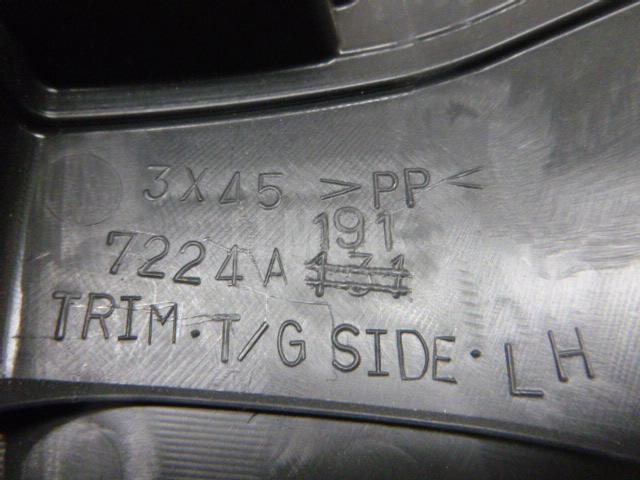 3X45 >PP<
191
7224A 131
TRIM·T/G SIDE·LH